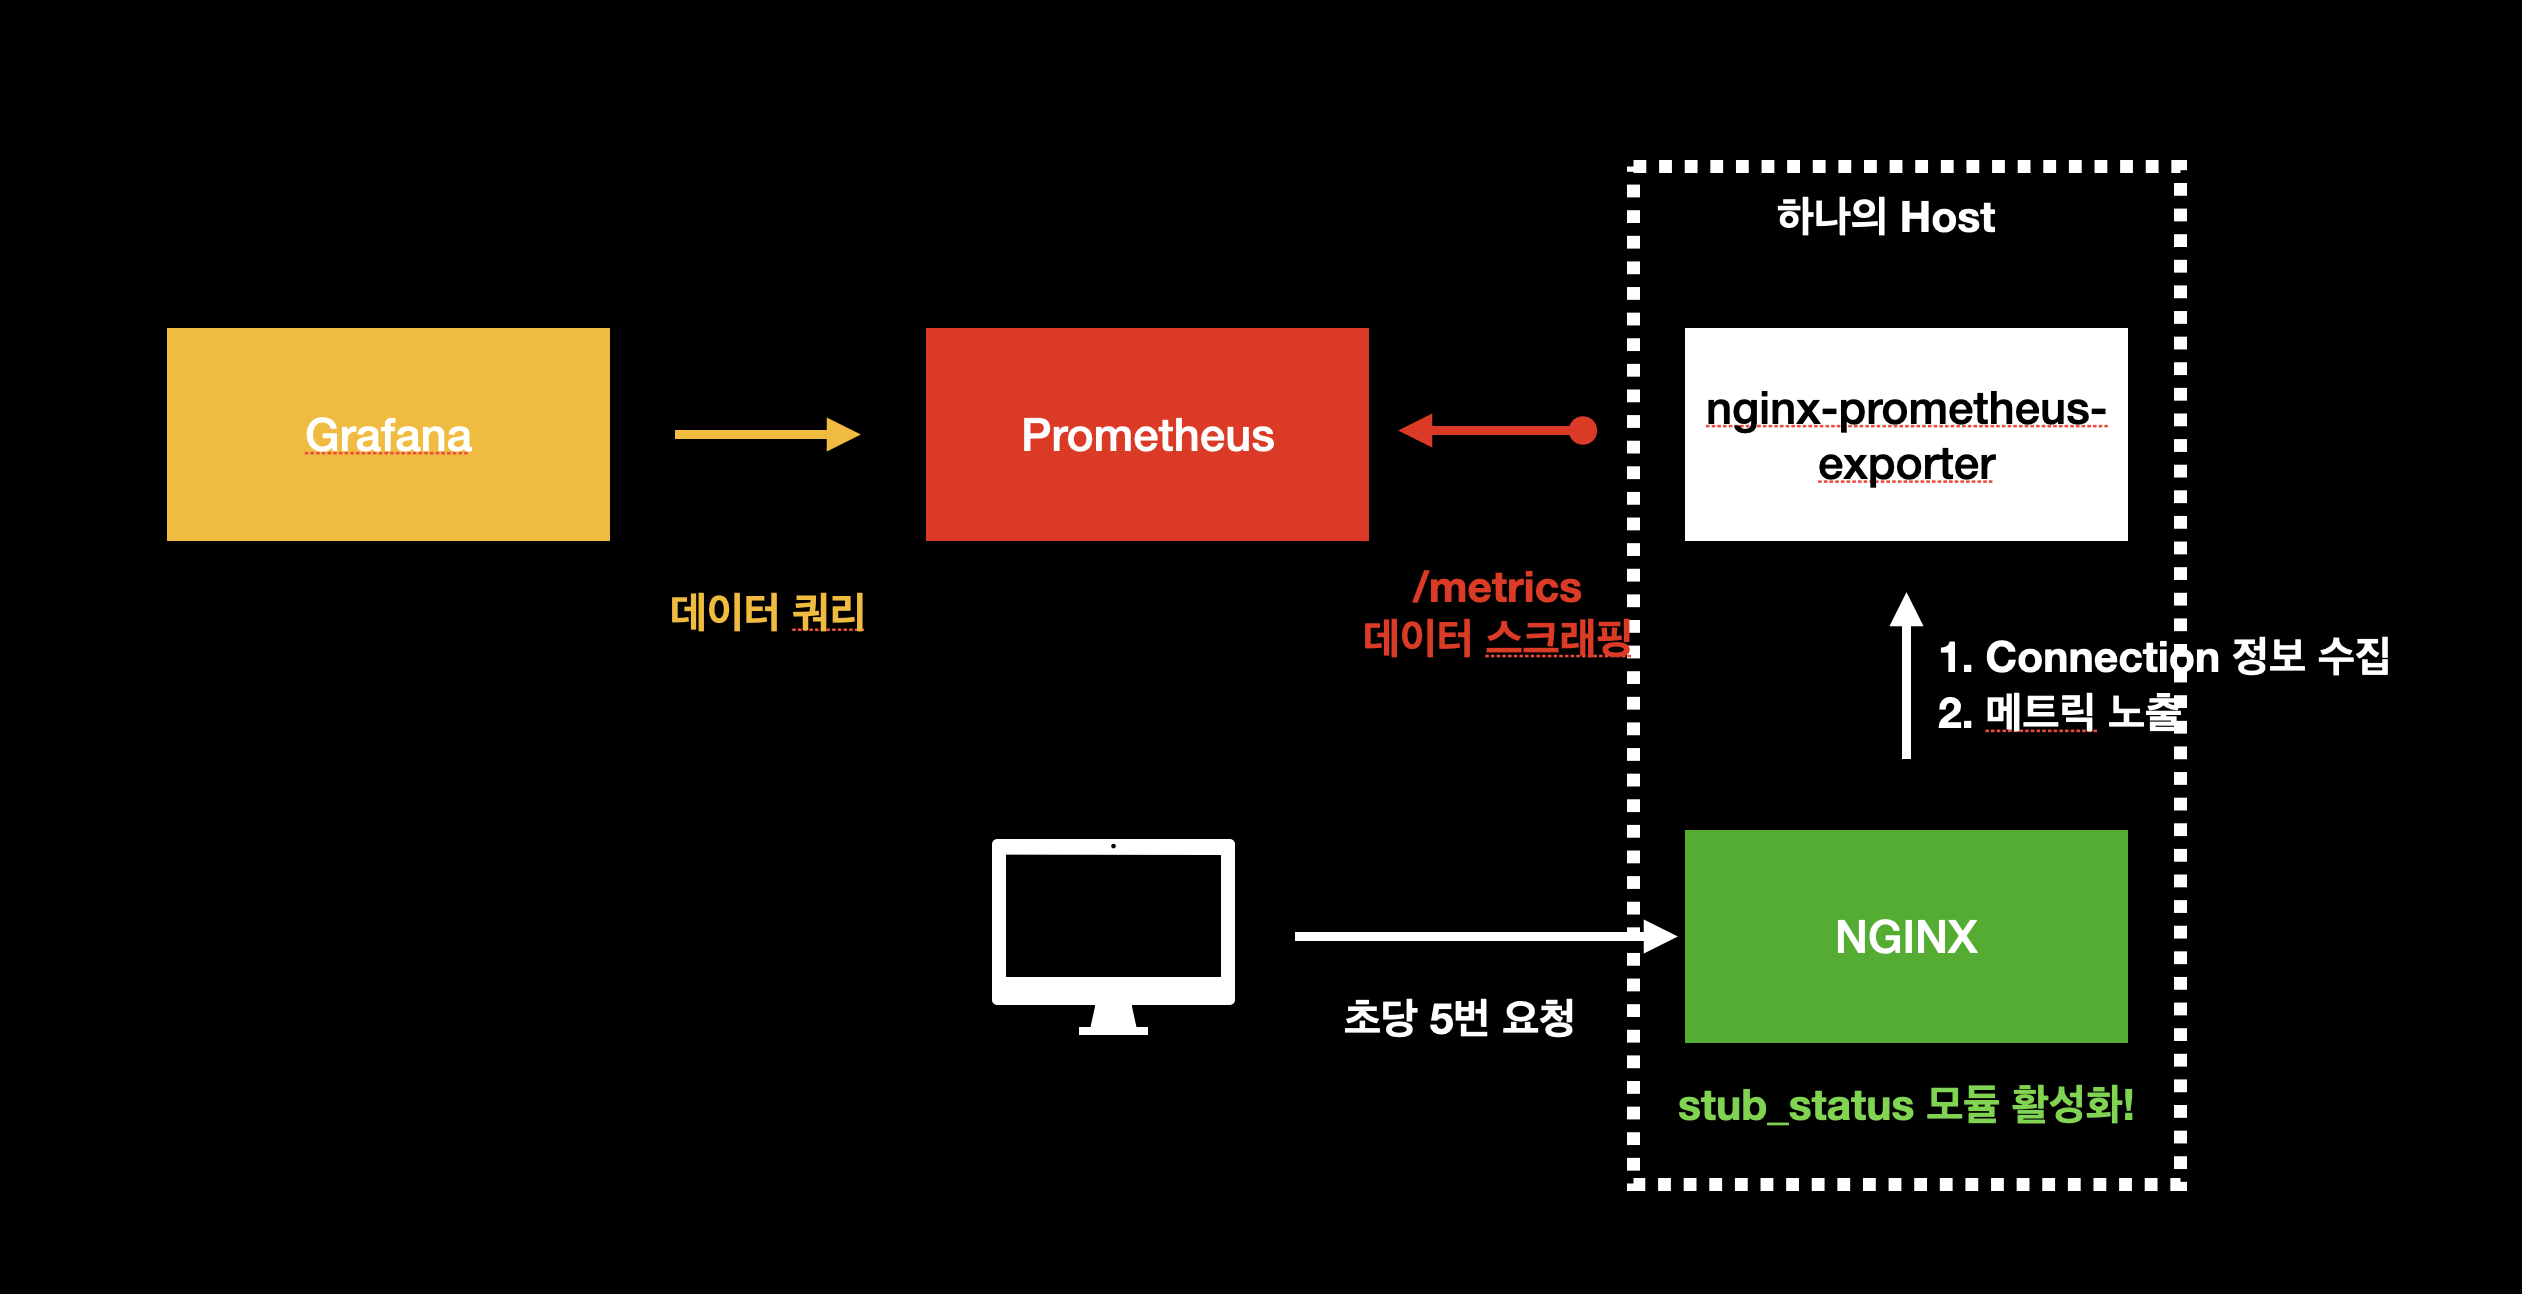 하나의 Host
Grafana
Prometheus
nginx-prometheus-
exporter
데이터 쿼리
/metrics
데이터 스크래핑
1. Connection 정보 수집
2. 메트릭 노출
NGINX
초당 5번 요청
stub_status 모듈 활성화!